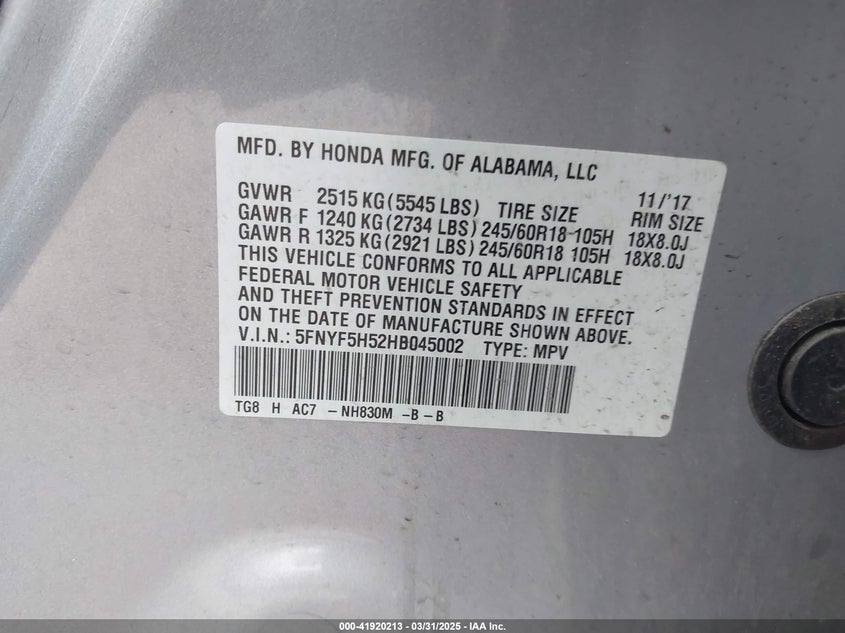 MFD. BY HONDA MFG. OF ALABAMA, LLC
GVWR 2515 KG (5545 LBS) TIRE SIZE 11/'17 RIM SIZE
GAWR F 1240 KG (2734 LBS) 245/60R18 105H 18X8.0J
GAWR R 1325 KG (2921 LBS) 245/60R18 105H 18X8.0J
THIS VEHICLE CONFORMS TO ALL APPLICABLE
FEDERAL MOTOR VEHICLE SAFETY
AND THEFT PREVENTION STANDARDS IN EFFECT
ON THE DATE OF MANUFACTURE SHOWN ABOVE.
V.I.N.: 5FNYF5H52HB045002 TYPE: MPV
TG8 H AC7 - NH830M -B - B
000-41920213 - 03/31/2025 - IAA Inc.